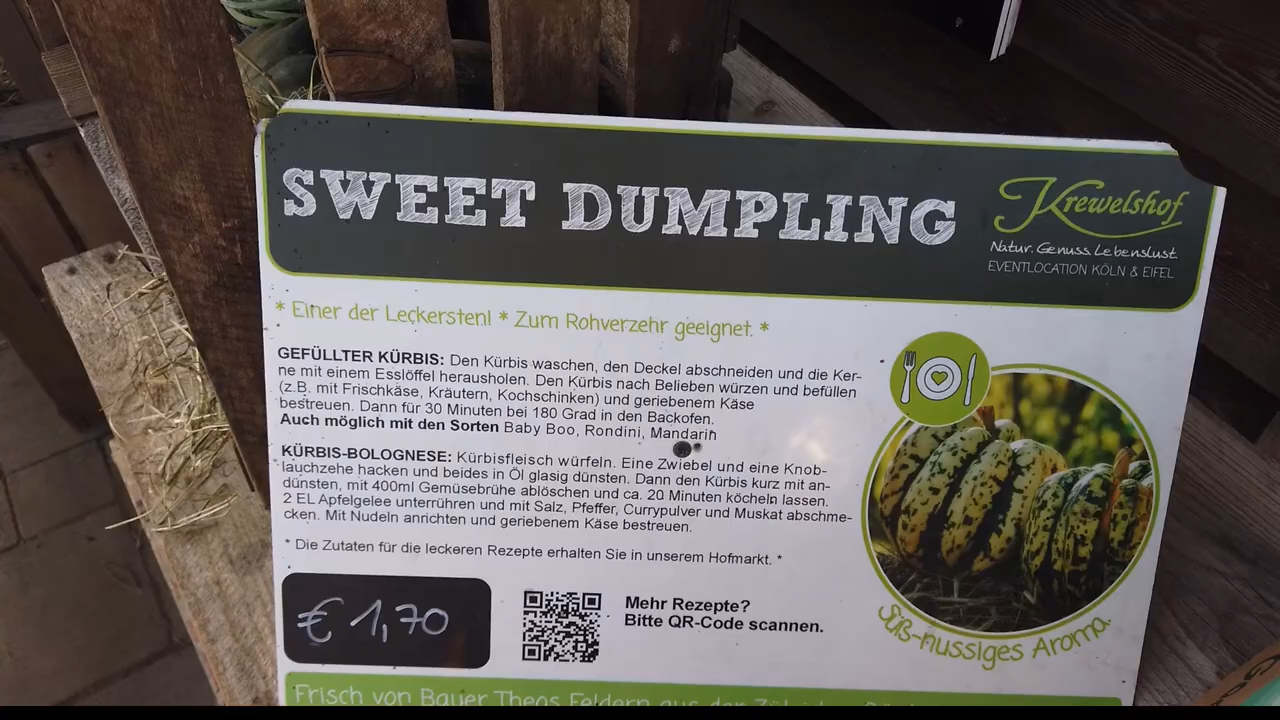 SWEET DUMPLING
Krewelshof
Natur. Genuss. Lebenslust.
EVENTLOCATION KÖLN & EIFEL
* Einer der Leckersten! * Zum Rohverzehr geeignet. *
GEFÜLLTER KÜRBIS: Den Kürbis waschen, den Deckel abschneiden und die Ker-
ne mit einem Esslöffel herausholen. Den Kürbis nach Belieben würzen und befüllen
(z.B. mit Frischkäse, Kräutern, Kochschinken) und geriebenem Käse
bestreuen. Dann für 30 Minuten bei 180 Grad in den Backofen.
Auch möglich mit den Sorten Baby Boo, Rondini, Mandarin
KÜRBIS-BOLOGNESE: Kürbisfleisch würfeln. Eine Zwiebel und eine Knob-
lauchzehe hacken und beides in Öl glasig dünsten. Dann den Kürbis kurz mit an-
dünsten, mit 400ml Gemüsebrühe ablöschen und ca. 20 Minuten köcheln lassen.
2 EL Apfelgelee unterrühren und mit Salz, Pfeffer, Currypulver und Muskat abschme-
cken. Mit Nudeln anrichten und geriebenem Käse bestreuen.
* Die Zutaten für die leckeren Rezepte erhalten Sie in unserem Hofmarkt. *
€ 1,70
Mehr Rezepte?
Bitte QR-Code scannen.
Süß-nussiges Aroma.
Frisch von Bauer Theos Feldern aus der